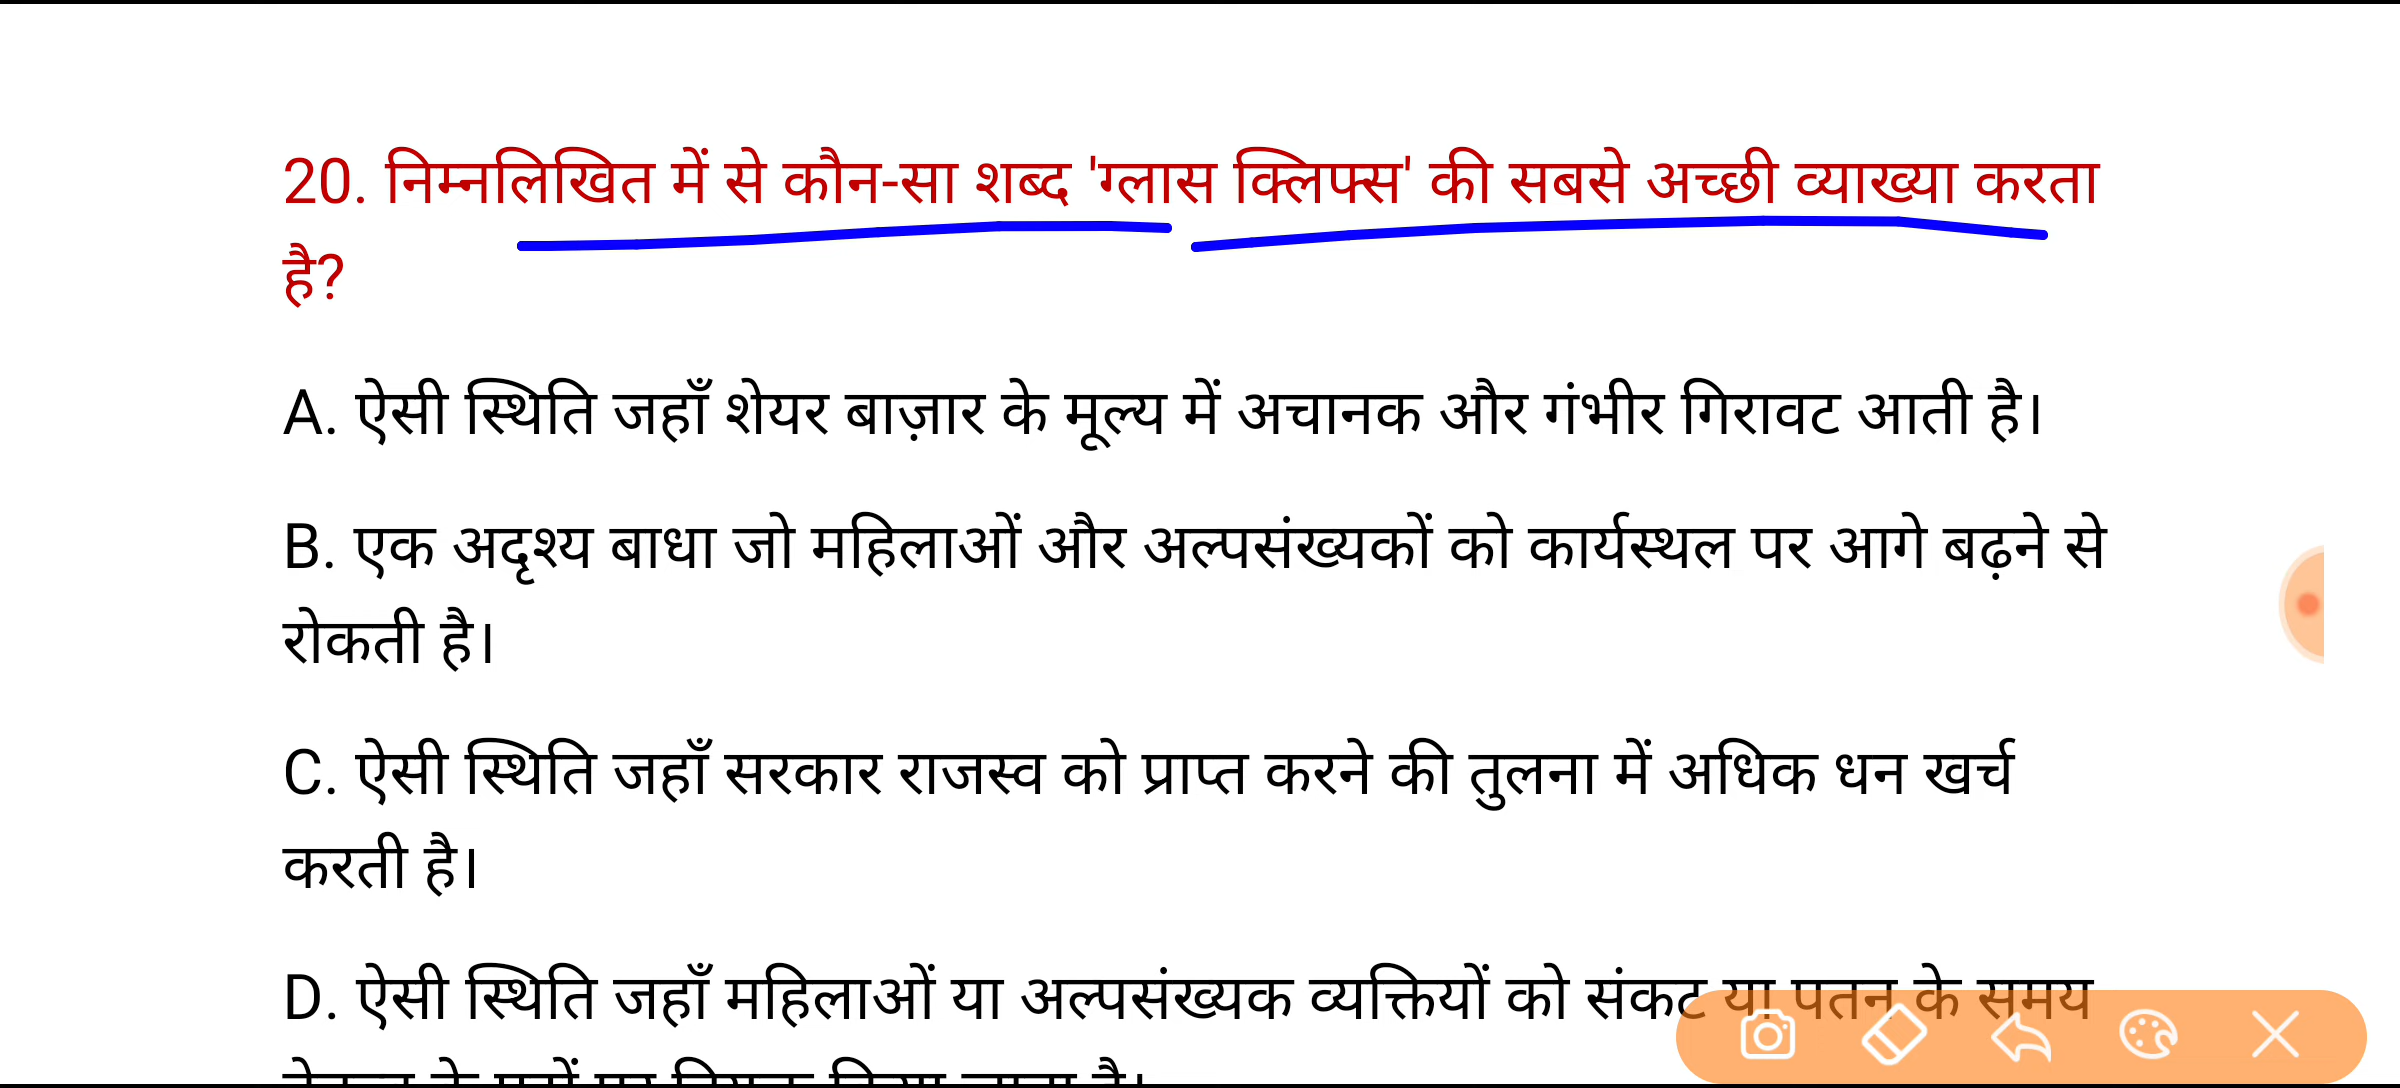 20. निम्नलिखित में से कौन-सा शब्द 'ग्लास क्लिफ्स' की सबसे अच्छी व्याख्या करता
है?
A. ऐसी स्थिति जहाँ शेयर बाज़ार के मूल्य में अचानक और गंभीर गिरावट आती है।
B. एक अदृश्य बाधा जो महिलाओं और अल्पसंख्यकों को कार्यस्थल पर आगे बढ़ने से
रोकती है।
C. ऐसी स्थिति जहाँ सरकार राजस्व को प्राप्त करने की तुलना में अधिक धन खर्च
करती है।
D. ऐसी स्थिति जहाँ महिलाओं या अल्पसंख्यक व्यक्तियों को संकट या पतन के समय